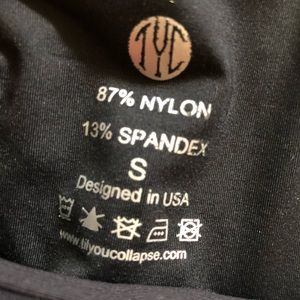 TYC
87% NYLON
13% SPANDEX
S
Designed in USA
www.tilyoucollapse.com